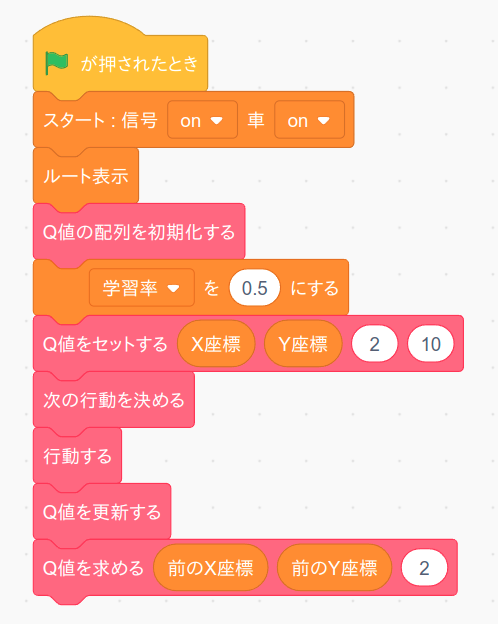 が押されたとき
スタート : 信号 on 車 on
ルート表示
Q値の配列を初期化する
学習率 を 0.5 にする
Q値をセットする X座標 Y座標 2 10
次の行動を決める
行動する
Q値を更新する
Q値を求める 前のX座標 前のY座標 2